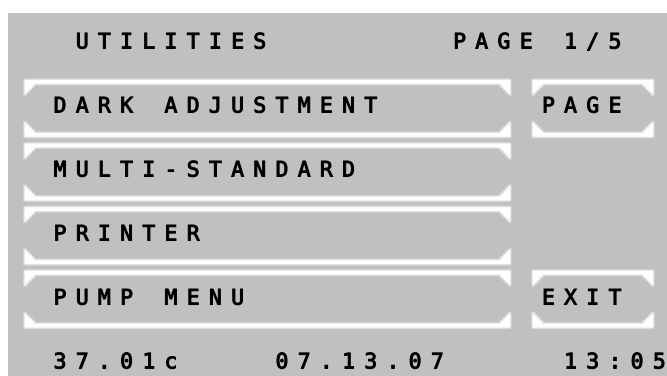 UTILITIES PAGE 1/5
DARK ADJUSTMENT PAGE
MULTI-STANDARD
PRINTER
PUMP MENU EXIT
37.01c 07.13.07 13:05